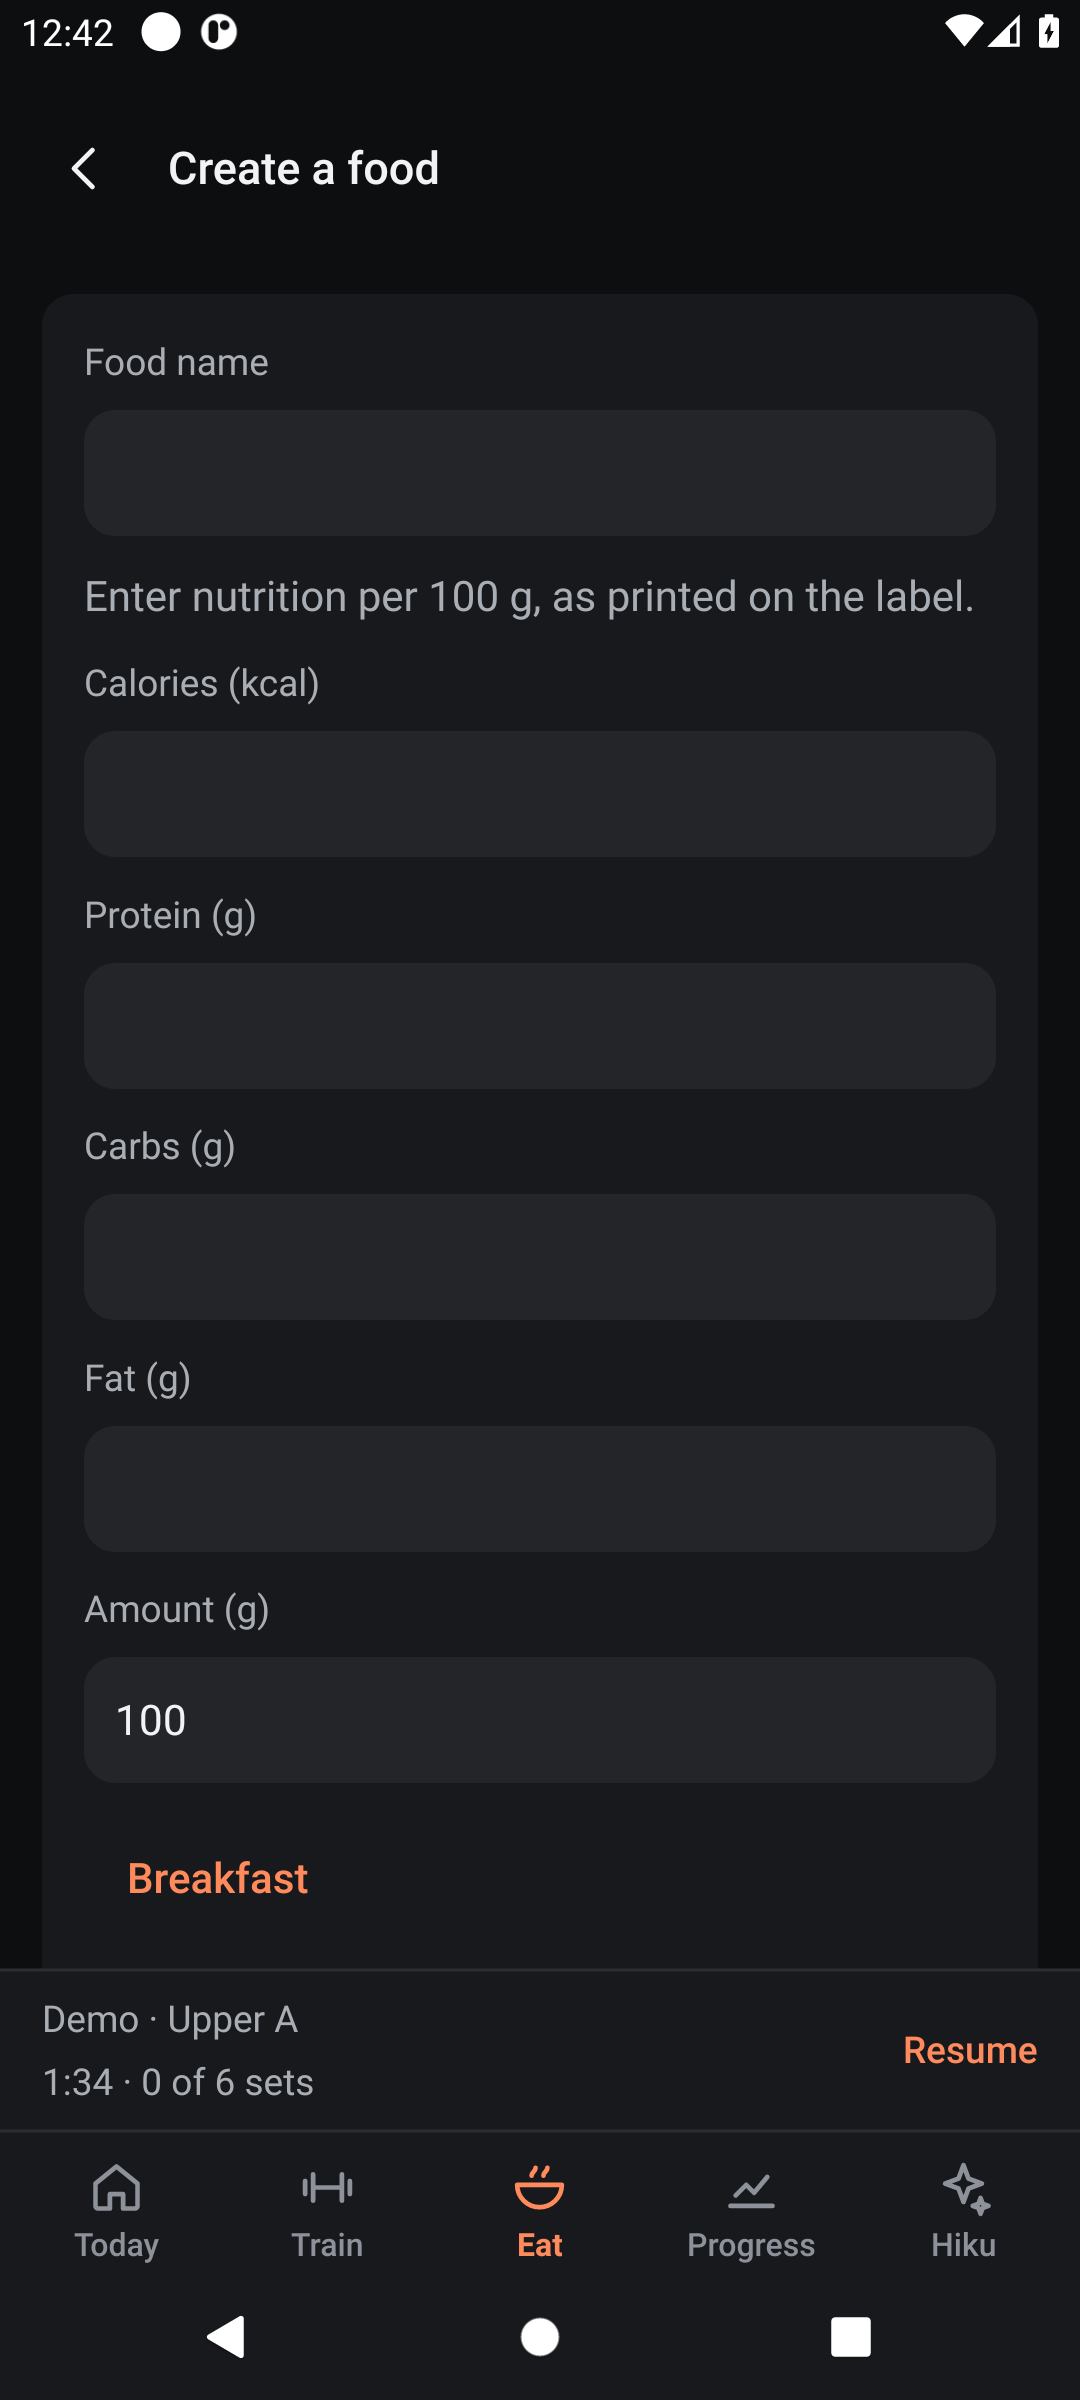 12:42
Create a food
Food name
Enter nutrition per 100 g, as printed on the label.
Calories (kcal)
Protein (g)
Carbs (g)
Fat (g)
Amount (g)
100
Breakfast
Demo · Upper A
1:34 · 0 of 6 sets
Resume
Today
Train
Eat
Progress
Hiku